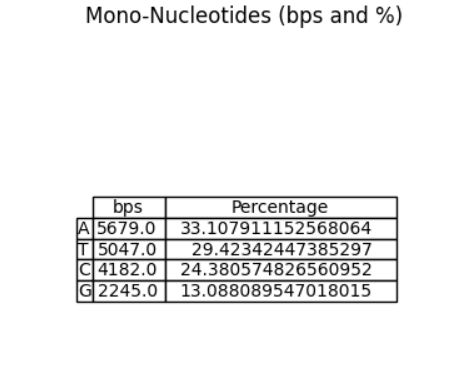 Mono-Nucleotides (bps and %)
bps Percentage
A 5679.0 33.107911152568064
T 5047.0 29.42342447385297
C 4182.0 24.380574826560952
G 2245.0 13.088089547018015